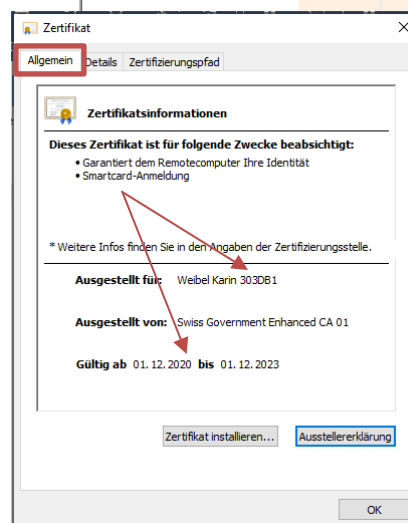 Zertifikat
Allgemein Details Zertifizierungspfad
Zertifikatsinformationen
Dieses Zertifikat ist für folgende Zwecke beabsichtigt:
• Garantiert dem Remotecomputer Ihre Identität
• Smartcard-Anmeldung
* Weitere Infos finden Sie in den Angaben der Zertifizierungsstelle.
Ausgestellt für: Weibel Karin 303DB1
Ausgestellt von: Swiss Government Enhanced CA 01
Gültig ab 01.12.2020 bis 01.12.2023
Zertifikat installieren... Ausstellererklärung
OK